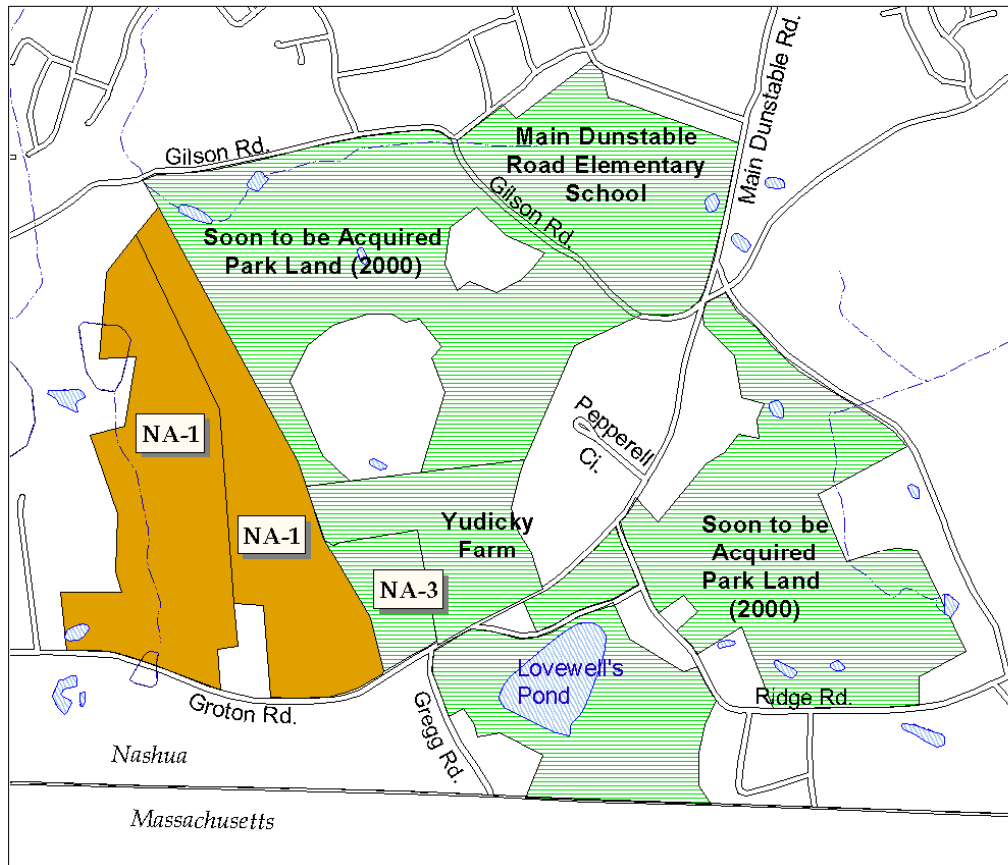 Main Dunstable Rd.
Gilson Rd.
Main Dunstable
Road Elementary
School
Gilson Rd.
Soon to be Acquired
Park Land (2000)
Pepperell
Ci.
NA-1
NA-1
Yudicky
Farm
NA-3
Soon to be
Acquired
Park Land
(2000)
Lovewell's
Pond
Ridge Rd.
Groton Rd.
Gregg Rd.
Nashua
Massachusetts